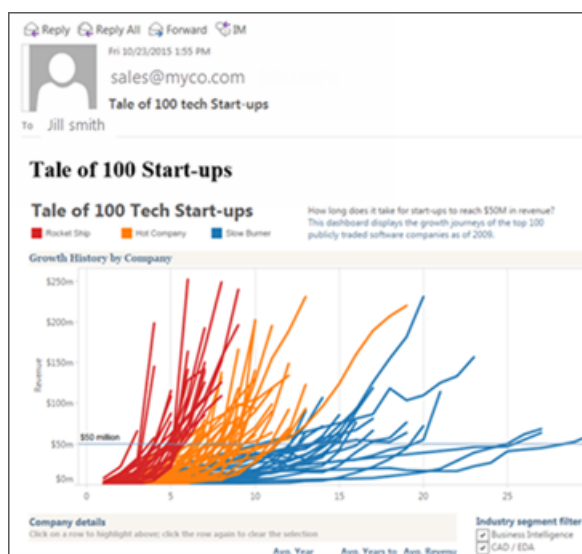 Reply Reply All Forward IM
Fri 10/23/2015 1:55 PM
sales@myco.com
Tale of 100 tech Start-ups
To Jill smith
Tale of 100 Start-ups
Tale of 100 Tech Start-ups
How long does it take for start-ups to reach $50M in revenue?
This dashboard displays the growth journeys of the top 100
publicly traded software companies as of 2009.
Rocket Ship Hot Company Slow Burner
Growth History by Company
$250m
$200m
$150m
$100m
$50 million
$50m
$0m
Revenue
0 5 10 15 20 25
Company details
Click on a row to highlight above; click the row again to clear the selection
Industry segment filter
Business Intelligence
CAD / EDA
Avg. Year Avg. Years to Avg. Revenue